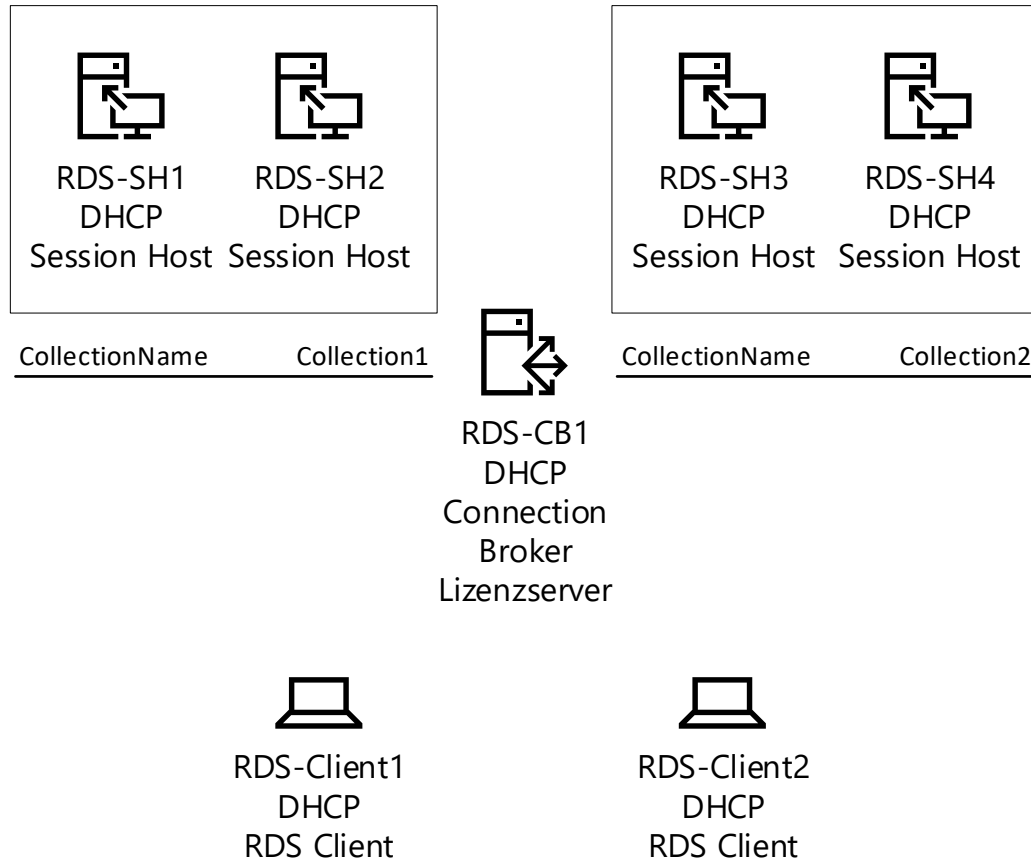 RDS-SH1
DHCP
Session Host
RDS-SH2
DHCP
Session Host
CollectionName Collection1
RDS-SH3
DHCP
Session Host
RDS-SH4
DHCP
Session Host
CollectionName Collection2
RDS-CB1
DHCP
Connection
Broker
Lizenzserver
RDS-Client1
DHCP
RDS Client
RDS-Client2
DHCP
RDS Client